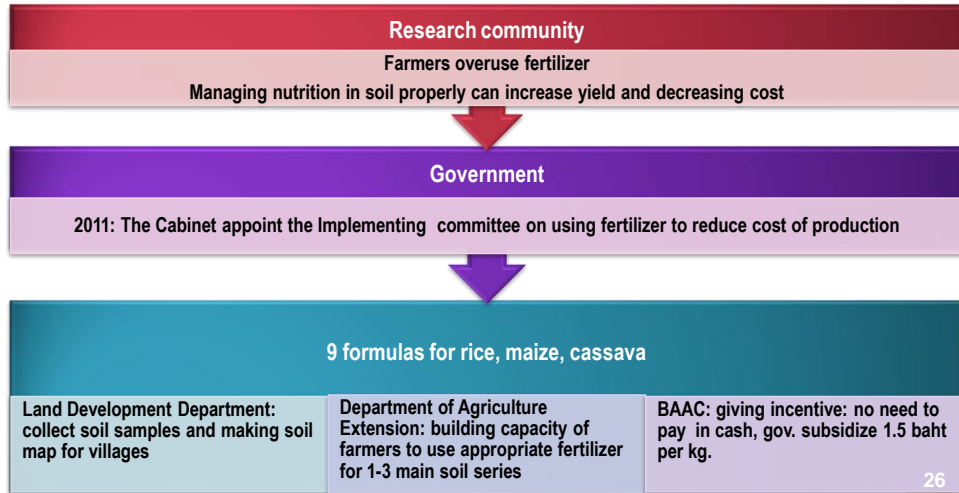 Research community
Farmers overuse fertilizer
Managing nutrition in soil properly can increase yield and decreasing cost
Government
2011: The Cabinet appoint the Implementing committee on using fertilizer to reduce cost of production
9 formulas for rice, maize, cassava
Land Development Department:
collect soil samples and making soil
map for villages
Department of Agriculture
Extension: building capacity of
farmers to use appropriate fertilizer
for 1-3 main soil series
BAAC: giving incentive: no need to
pay in cash, gov. subsidize 1.5 baht
per kg.
26